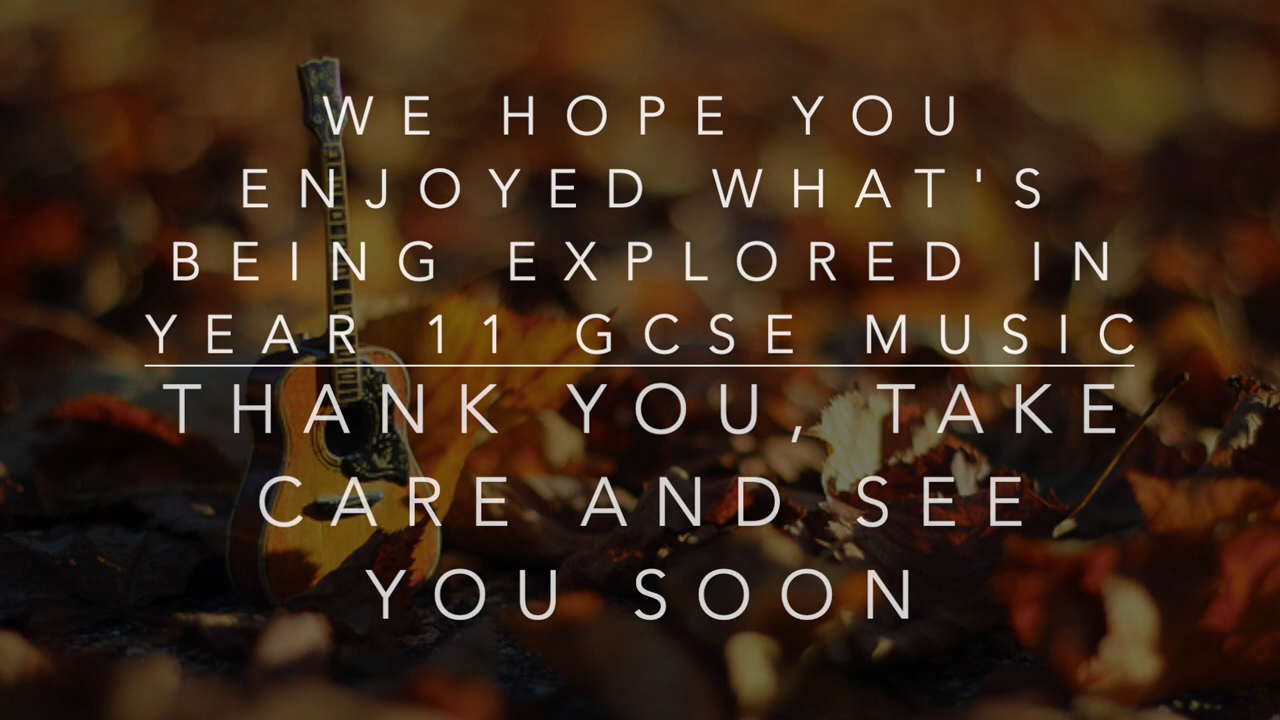 WE HOPE YOU
ENJOYED WHAT'S
BEING EXPLORED IN
YEAR 11 GCSE MUSIC
THANK YOU, TAKE
CARE AND SEE
YOU SOON